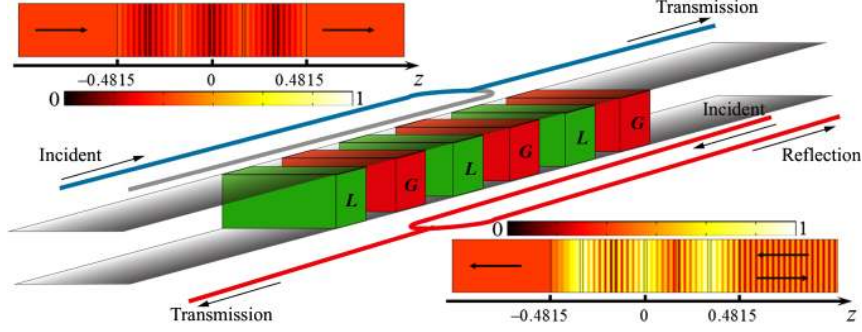 Transmission
−0.4815 0 0.4815 z
0 1
Incident
Incident
Reflection
L G L G L G
0 1
Transmission
−0.4815 0 0.4815 z